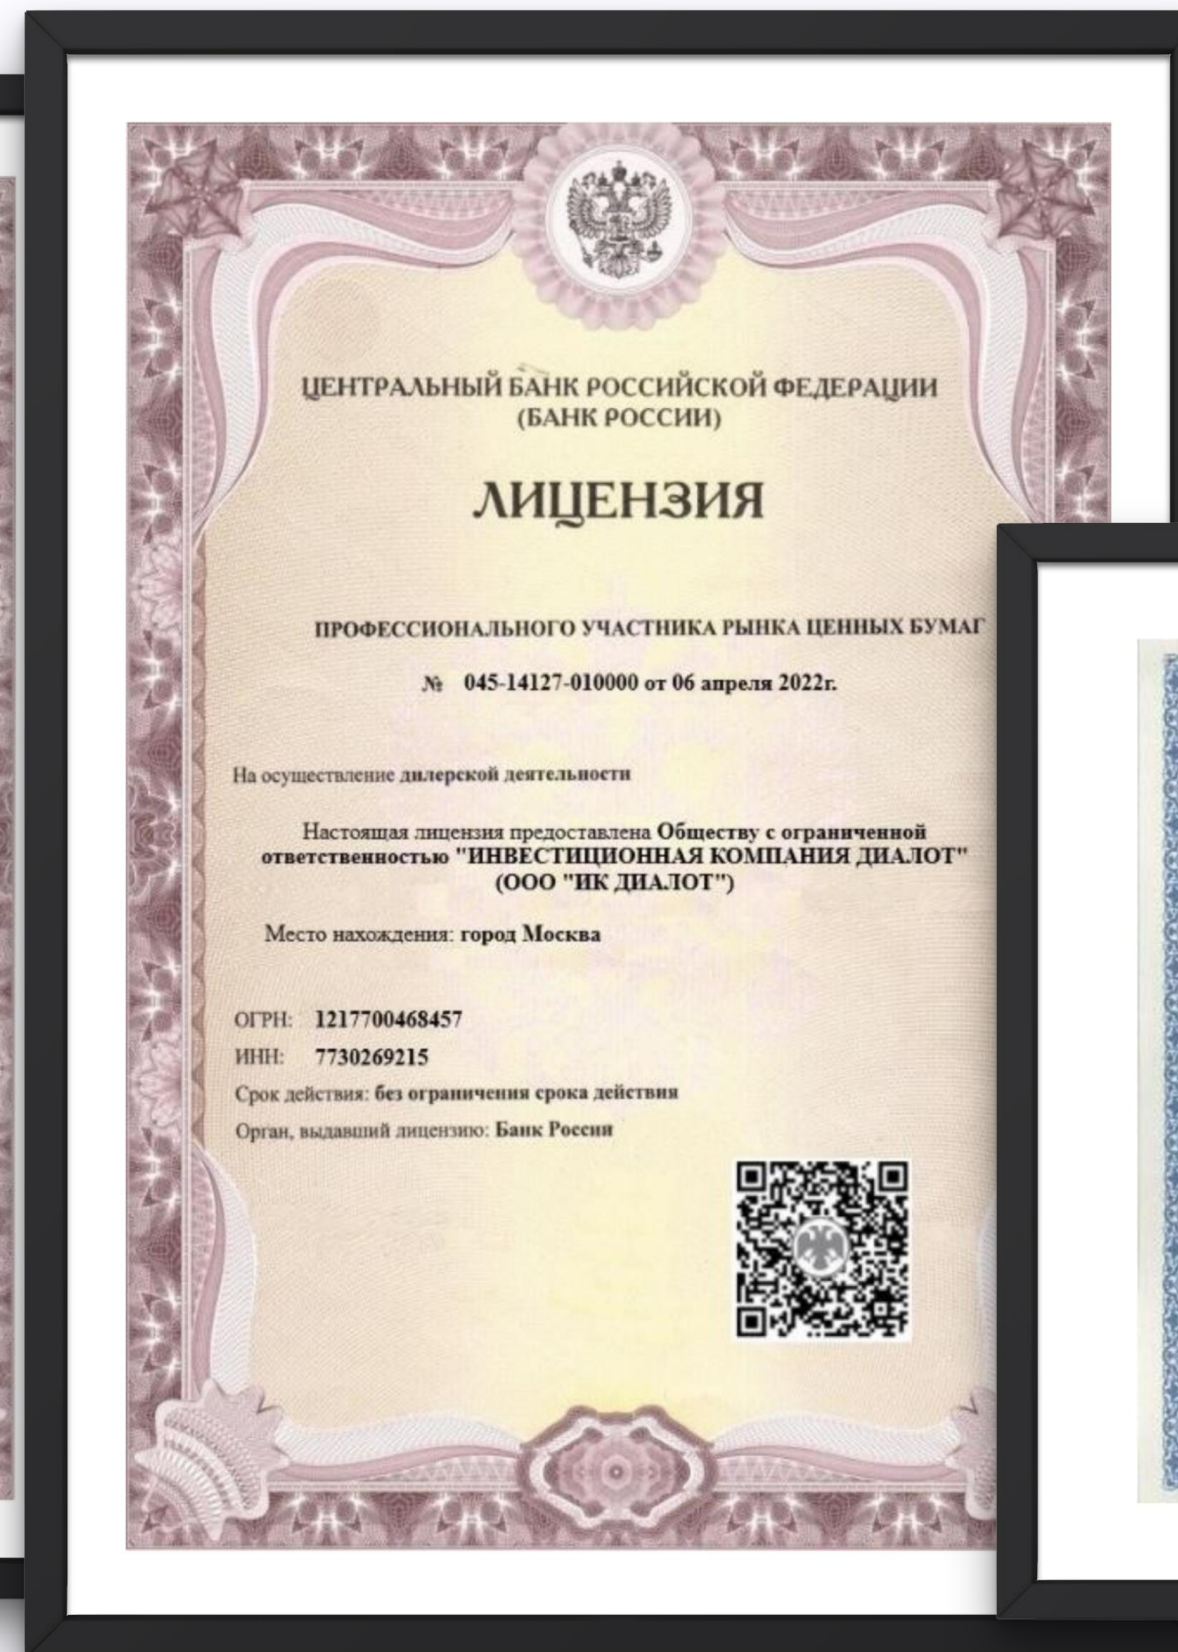 ЦЕНТРАЛЬНЫЙ БАНК РОССИЙСКОЙ ФЕДЕРАЦИИ
(БАНК РОССИИ)
ЛИЦЕНЗИЯ
ПРОФЕССИОНАЛЬНОГО УЧАСТНИКА РЫНКА ЦЕННЫХ БУМАГ
№ 045-14127-010000 от 06 апреля 2022г.
На осуществление дилерской деятельности
Настоящая лицензия предоставлена Обществу с ограниченной
ответственностью "ИНВЕСТИЦИОННАЯ КОМПАНИЯ ДИАЛОТ"
(ООО "ИК ДИАЛОТ")
Место нахождения: город Москва
ОГРН: 1217700468457
ИНН: 7730269215
Срок действия: без ограничения срока действия
Орган, выдавший лицензию: Банк России